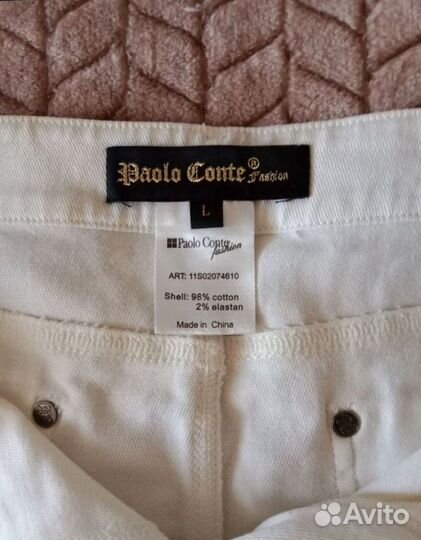 Paolo Conte® Fashion
L
Paolo Conte fashion
ART: 11S02074610
Shell: 98% cotton
2% elastan
Made in China
Avito